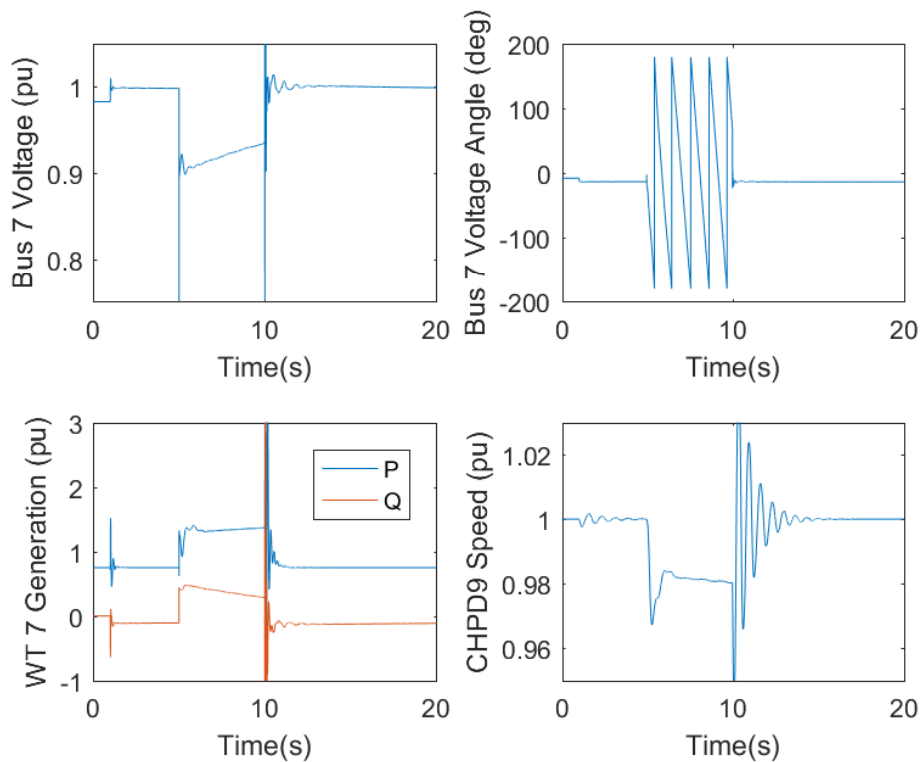 Bus 7 Voltage (pu)
1
0.9
0.8
0
10
20
Time(s)
Bus 7 Voltage Angle (deg)
200
100
0
-100
-200
0
10
20
Time(s)
WT 7 Generation (pu)
3
2
1
0
-1
P
Q
0
10
20
Time(s)
CHPD9 Speed (pu)
1.02
1
0.98
0.96
0
10
20
Time(s)